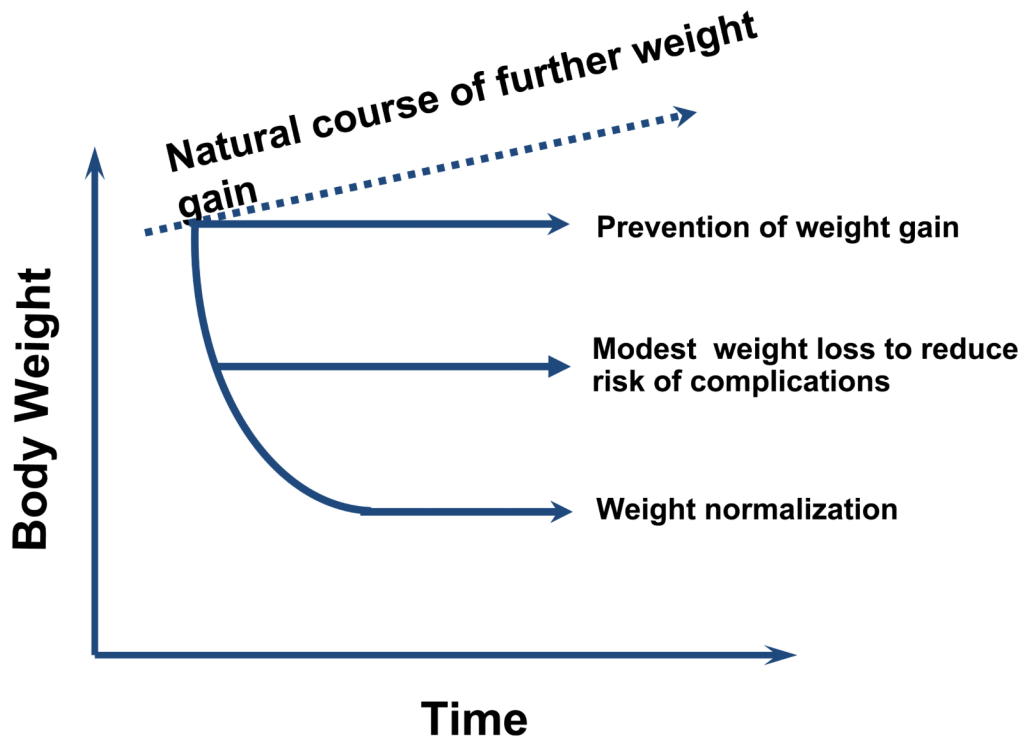 Natural course of further weight
gain
Prevention of weight gain
Modest weight loss to reduce
risk of complications
Weight normalization
Body Weight
Time